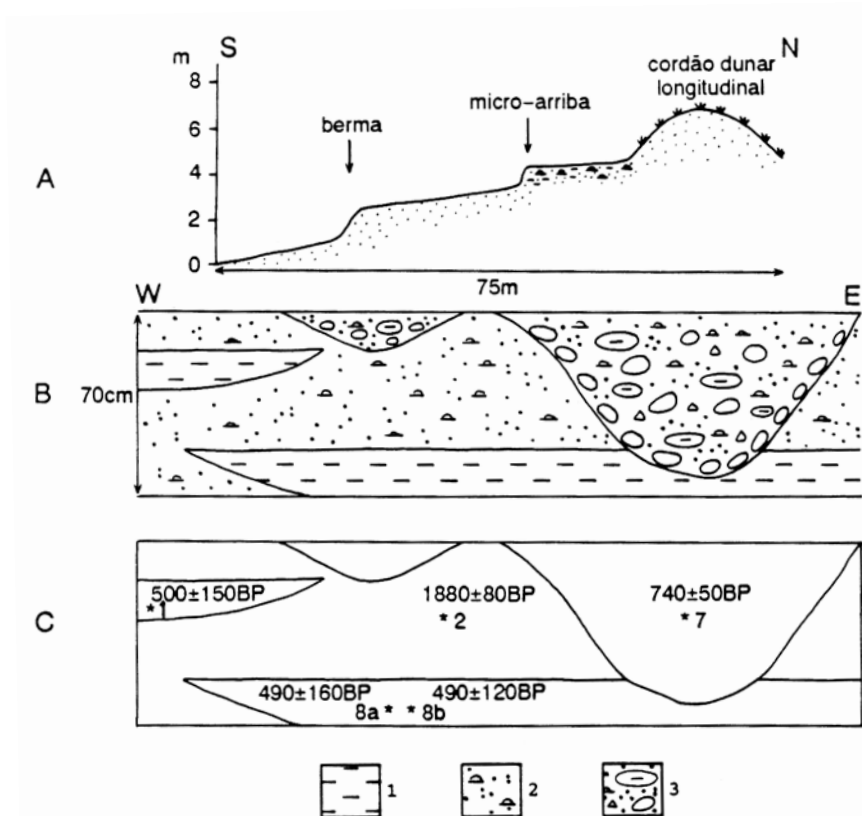 S
N
m
cordão dunar
longitudinal
8
micro-arriba
6
berma
4
A
2
0
75m
W
E
B
70cm
500±150BP
1880±80BP
740±50BP
* 1
* 2
* 7
C
490±160BP
490±120BP
8a * * 8b
1
2
3